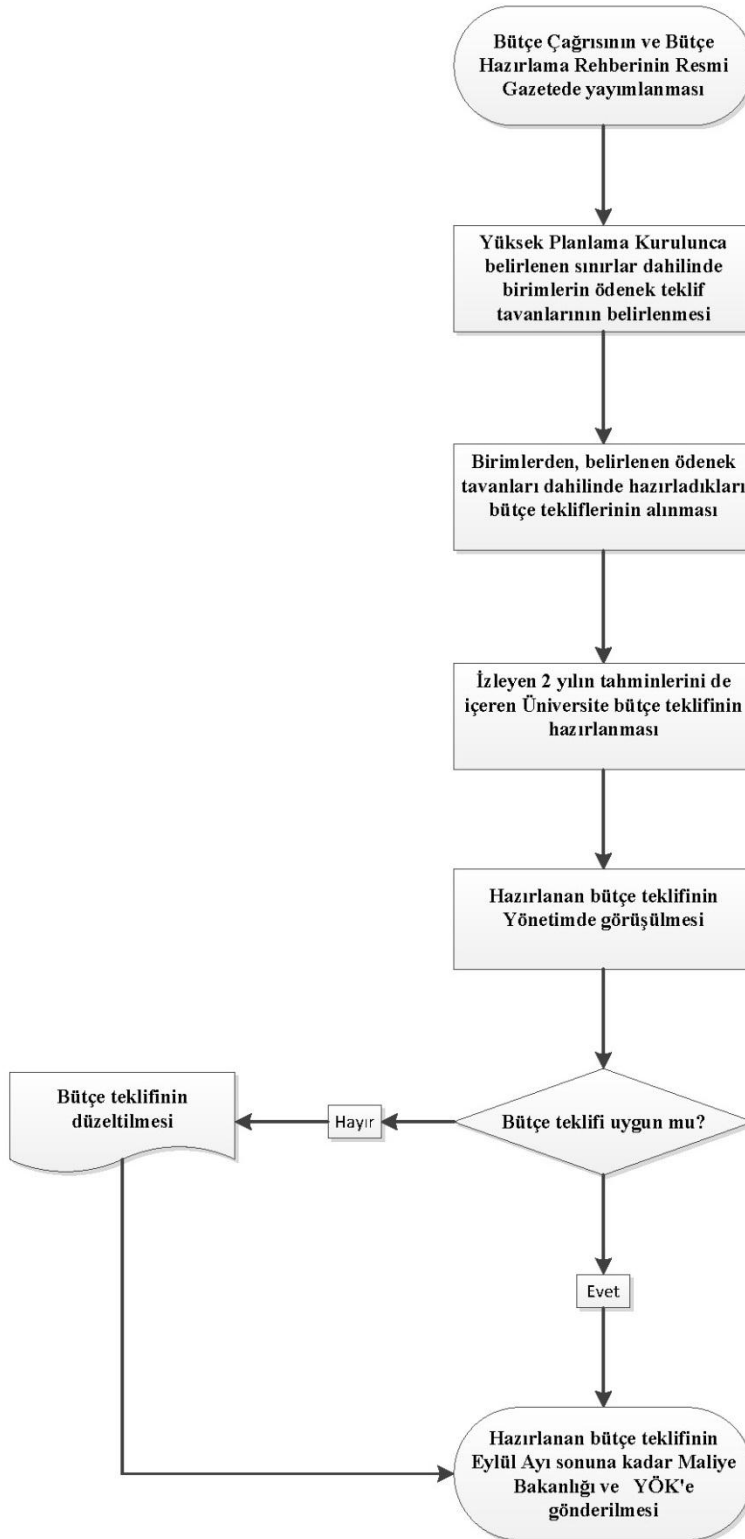 Bütçe Çağrısının ve Bütçe
Hazırlama Rehberinin Resmi
Gazetede yayımlanması
Yüksek Planlama Kurulunca
belirlenen sınırlar dahilinde
birimlerin ödenek teklif
tavanlarının belirlenmesi
Birimlerden, belirlenen ödenek
tavanları dahilinde hazırladıkları
bütçe tekliflerinin alınması
İzleyen 2 yılın tahminlerini de
içeren Üniversite bütçe teklifinin
hazırlanması
Hazırlanan bütçe teklifinin
Yönetimde görüşülmesi
Bütçe teklifi uygun mu?
Hayır
Bütçe teklifinin
düzeltilmesi
Evet
Hazırlanan bütçe teklifinin
Eylül Ayı sonuna kadar Maliye
Bakanlığı ve YÖK'e
gönderilmesi